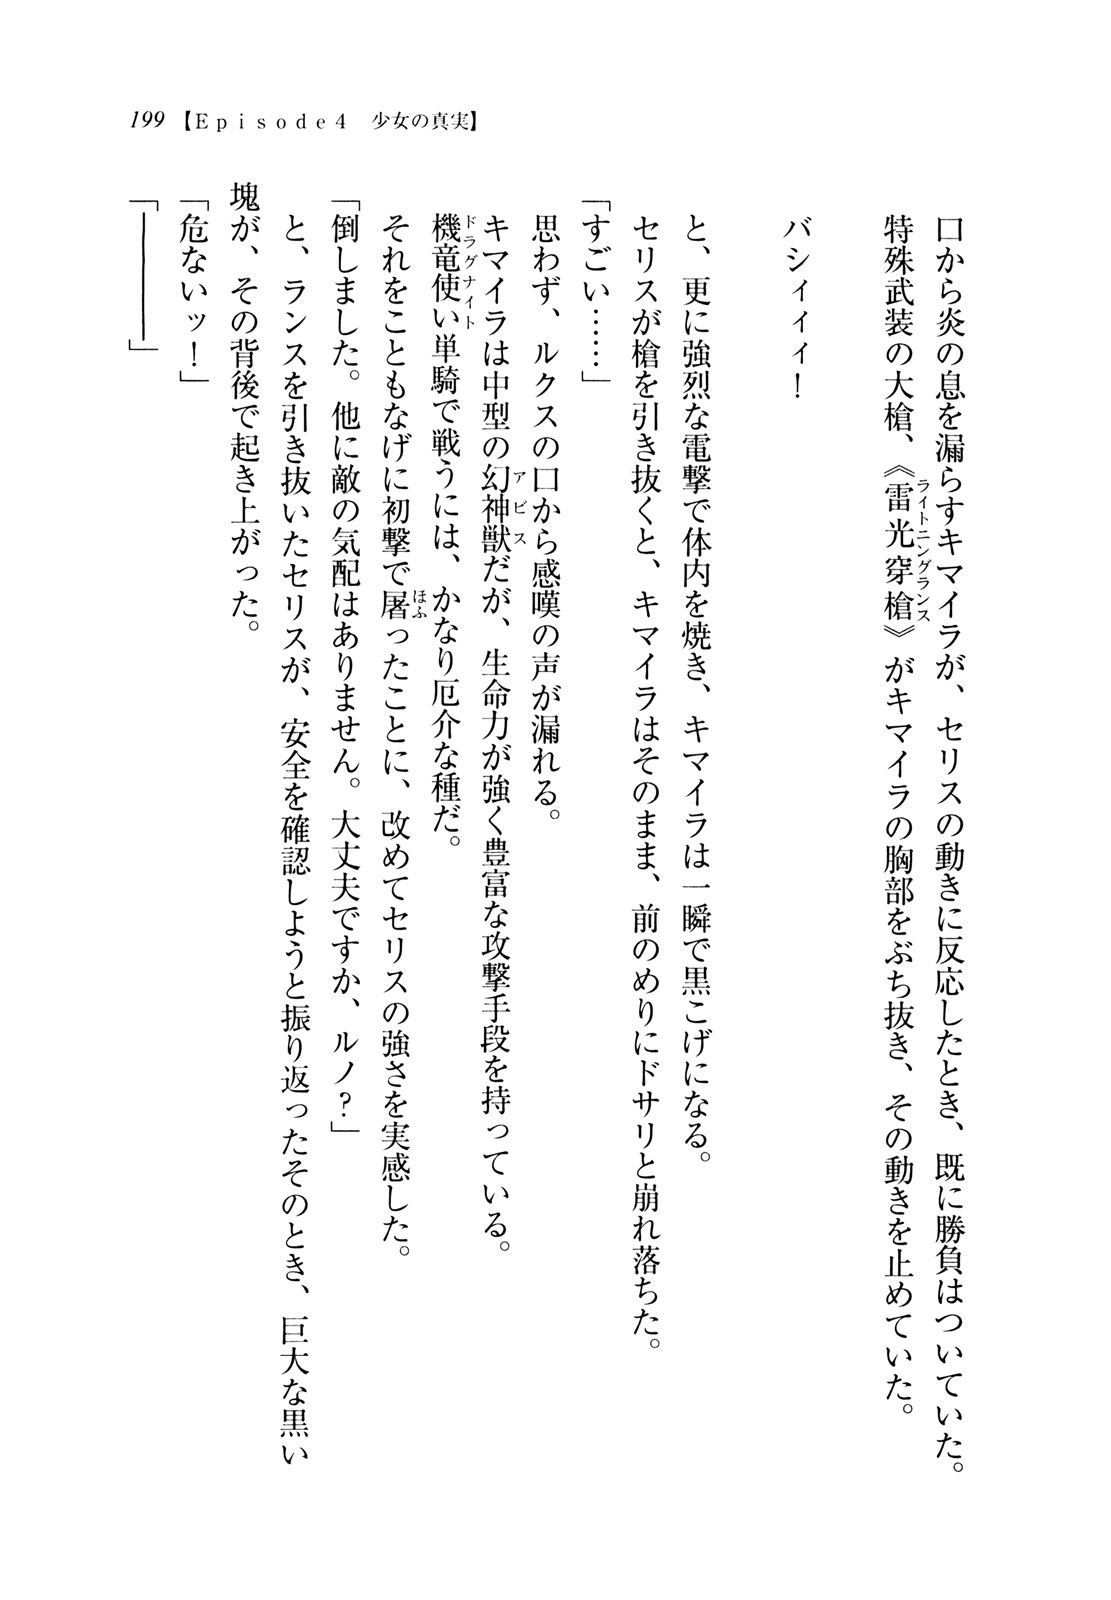 199 【Episode4　少女の真実】
口から炎の息を漏らすキマイラが、セリスの動きに反応したとき、既に勝負はついていた。
特殊武装の大槍、《雷光穿槍》がキマイラの胸部をぶち抜き、その動きを止めていた。
ライトニングランス
バシィィィ！
と、更に強烈な電撃で体内を焼き、キマイラは一瞬で黒こげになる。
セリスが槍を引き抜くと、キマイラはそのまま、前のめりにドサリと崩れ落ちた。
「すごい……」
思わず、ルクスの口から感嘆の声が漏れる。
キマイラは中型の幻神獣だが、生命力が強く豊富な攻撃手段を持っている。
アビス
機竜使い単騎で戦うには、かなり厄介な種だ。
ドラグナイト
それをこともなげに初撃で屠ったことに、改めてセリスの強さを実感した。
ほふ
「倒しました。他に敵の気配はありません。大丈夫ですか、ルノ？」
と、ランスを引き抜いたセリスが、安全を確認しようと振り返ったそのとき、巨大な黒い
塊が、その背後で起き上がった。
「危ないッ！」
「――――」